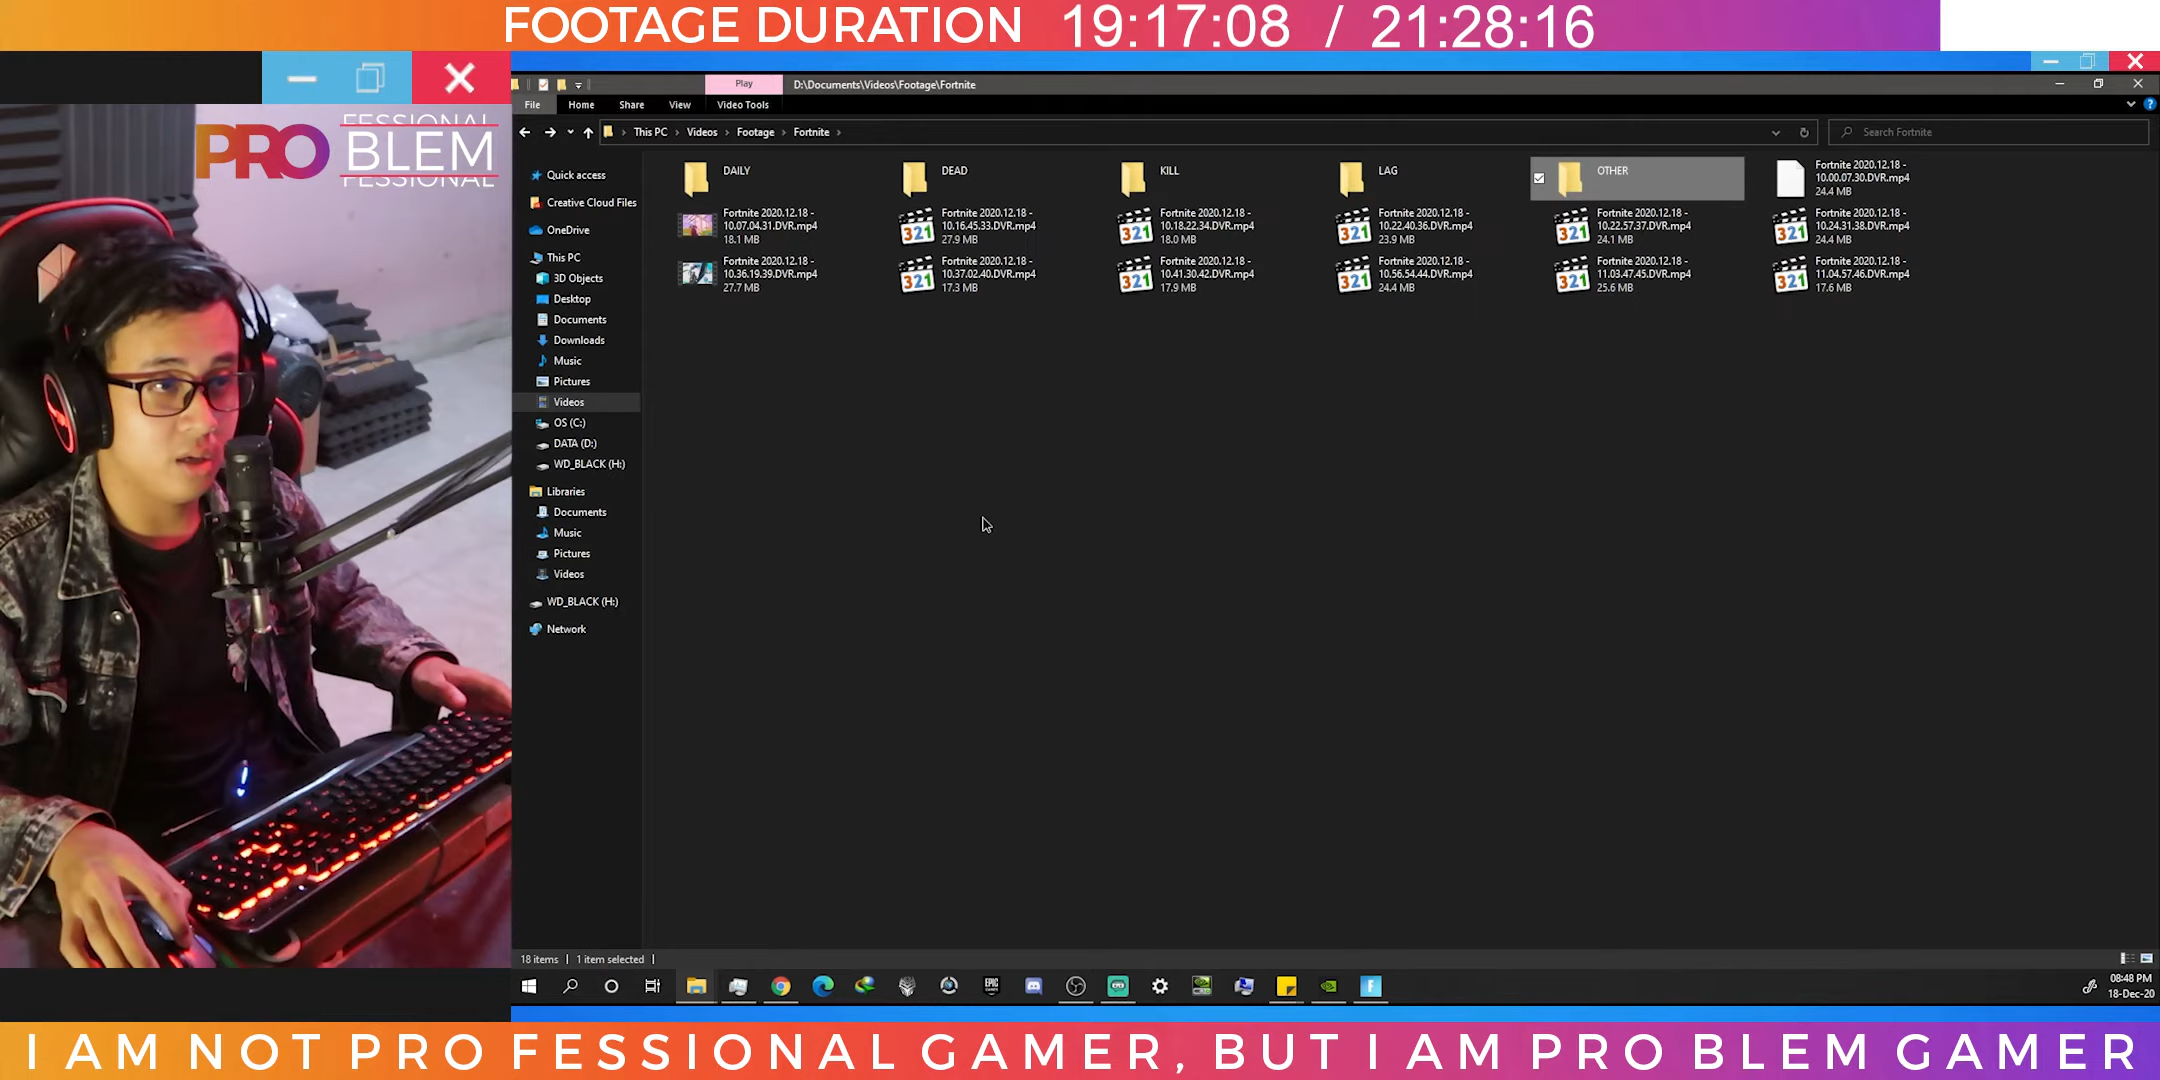 FOOTAGE DURATION 19:17:08 / 21:28:16
FESSIONAL
PRO BLEM
FESSIONAL
Play
D:\Documents\Videos\Footage\Fortnite
File Home Share View Video Tools
This PC Videos Footage Fortnite
Search Fortnite
Quick access
Creative Cloud Files
OneDrive
This PC
3D Objects
Desktop
Documents
Downloads
Music
Pictures
Videos
OS (C:)
DATA (D:)
WD_BLACK (H:)
Libraries
Documents
Music
Pictures
Videos
WD_BLACK (H:)
Network
DAILY
DEAD
KILL
LAG
OTHER
Fortnite 2020.12.18 -
10.00.07.30.DVR.mp4
24.4 MB
Fortnite 2020.12.18 -
10.07.04.31.DVR.mp4
18.1 MB
Fortnite 2020.12.18 -
10.16.45.33.DVR.mp4
27.9 MB
Fortnite 2020.12.18 -
10.18.22.34.DVR.mp4
18.0 MB
Fortnite 2020.12.18 -
10.22.40.36.DVR.mp4
23.9 MB
Fortnite 2020.12.18 -
10.22.57.37.DVR.mp4
24.1 MB
Fortnite 2020.12.18 -
10.24.31.38.DVR.mp4
24.4 MB
Fortnite 2020.12.18 -
10.36.19.39.DVR.mp4
27.7 MB
Fortnite 2020.12.18 -
10.37.02.40.DVR.mp4
17.3 MB
Fortnite 2020.12.18 -
10.41.30.42.DVR.mp4
17.9 MB
Fortnite 2020.12.18 -
10.56.54.44.DVR.mp4
24.4 MB
Fortnite 2020.12.18 -
11.03.47.45.DVR.mp4
25.6 MB
Fortnite 2020.12.18 -
11.04.57.46.DVR.mp4
17.6 MB
18 items 1 item selected
EPIC
08:48 PM
18-Dec-20
I AM NOT PRO FESSIONAL GAMER, BUT I AM PRO BLEM GAMER